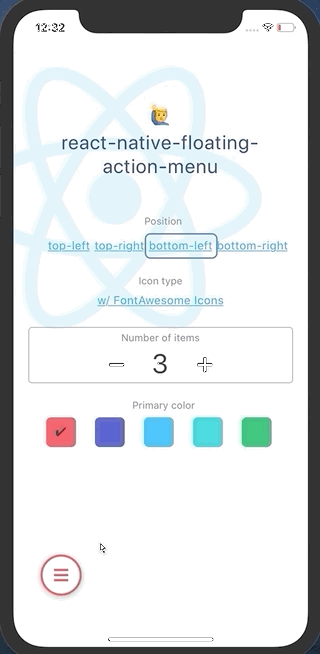 12:32
react-native-floating-
action-menu
Position
top-left top-right bottom-left bottom-right
Icon type
w/ FontAwesome Icons
Number of items
3
Primary color